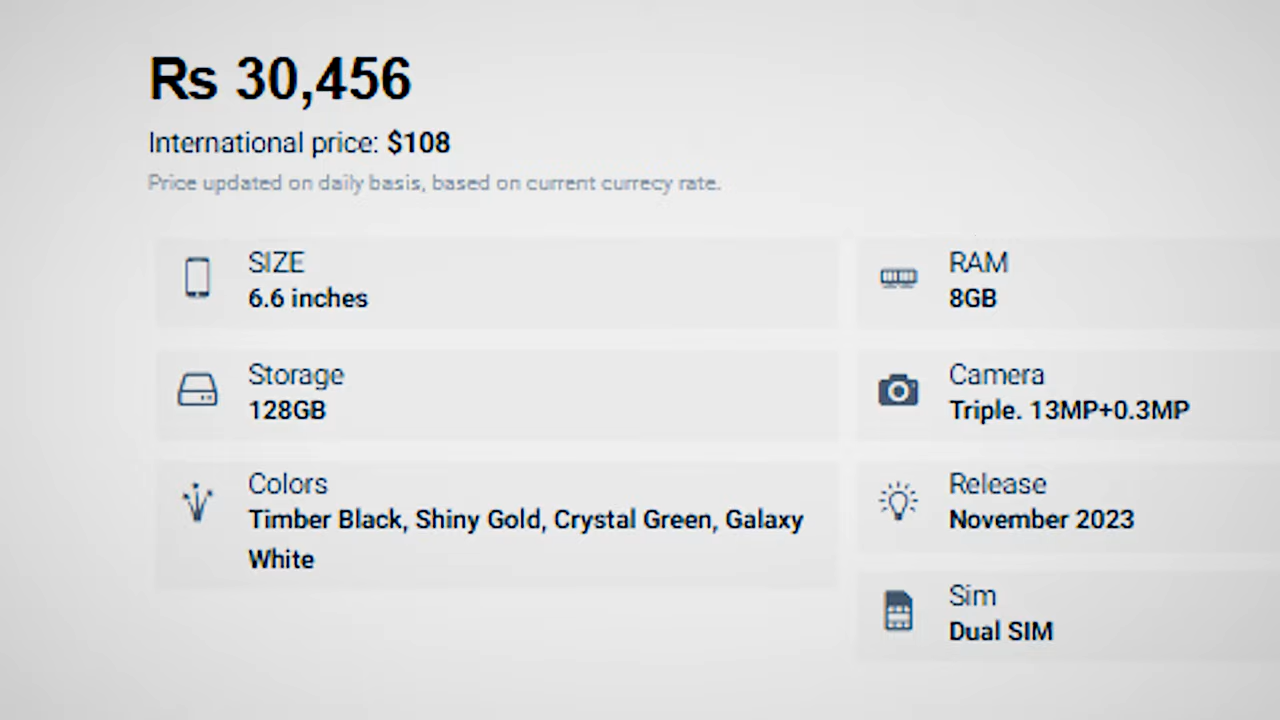 Rs 30,456
International price: $108
Price updated on daily basis, based on current currecy rate.
SIZE
6.6 inches
RAM
8GB
Storage
128GB
Camera
Triple. 13MP+0.3MP
Colors
Timber Black, Shiny Gold, Crystal Green, Galaxy
White
Release
November 2023
Sim
Dual SIM